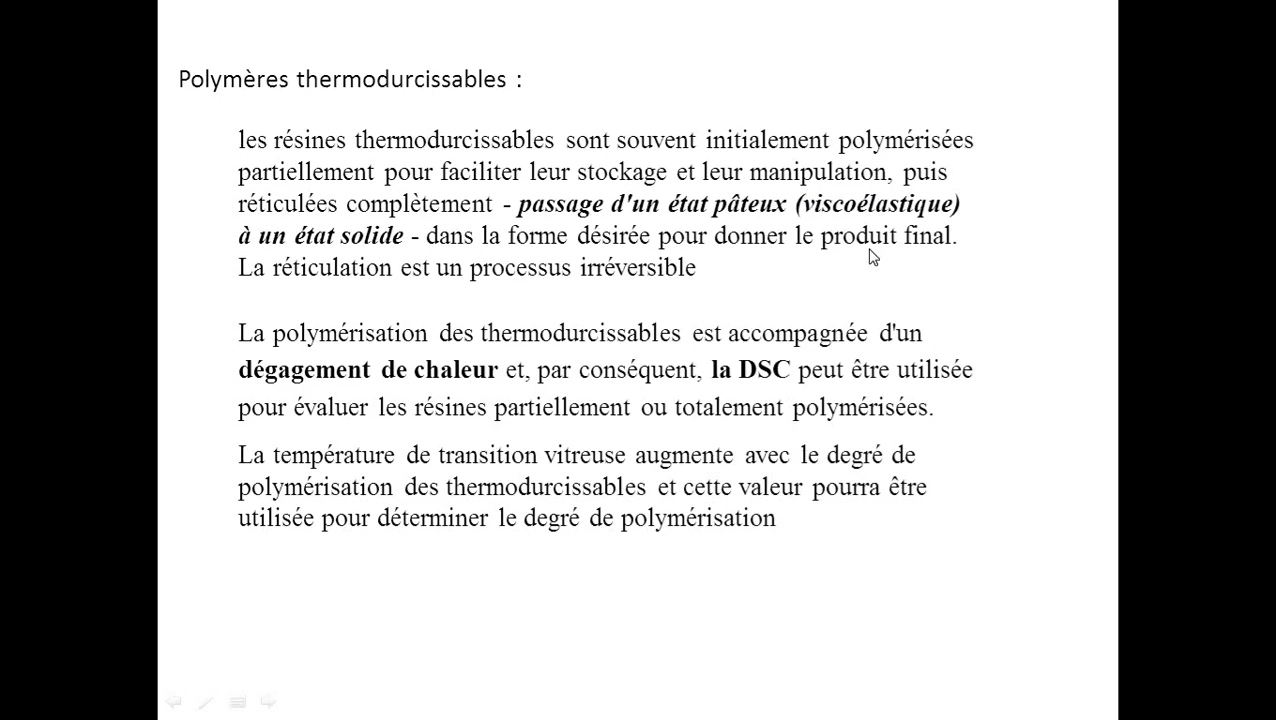 Polymères thermodurcissables :
les résines thermodurcissables sont souvent initialement polymérisées
partiellement pour faciliter leur stockage et leur manipulation, puis
réticulées complètement - passage d'un état pâteux (viscoélastique)
à un état solide - dans la forme désirée pour donner le produit final.
La réticulation est un processus irréversible
La polymérisation des thermodurcissables est accompagnée d'un
dégagement de chaleur et, par conséquent, la DSC peut être utilisée
pour évaluer les résines partiellement ou totalement polymérisées.
La température de transition vitreuse augmente avec le degré de
polymérisation des thermodurcissables et cette valeur pourra être
utilisée pour déterminer le degré de polymérisation